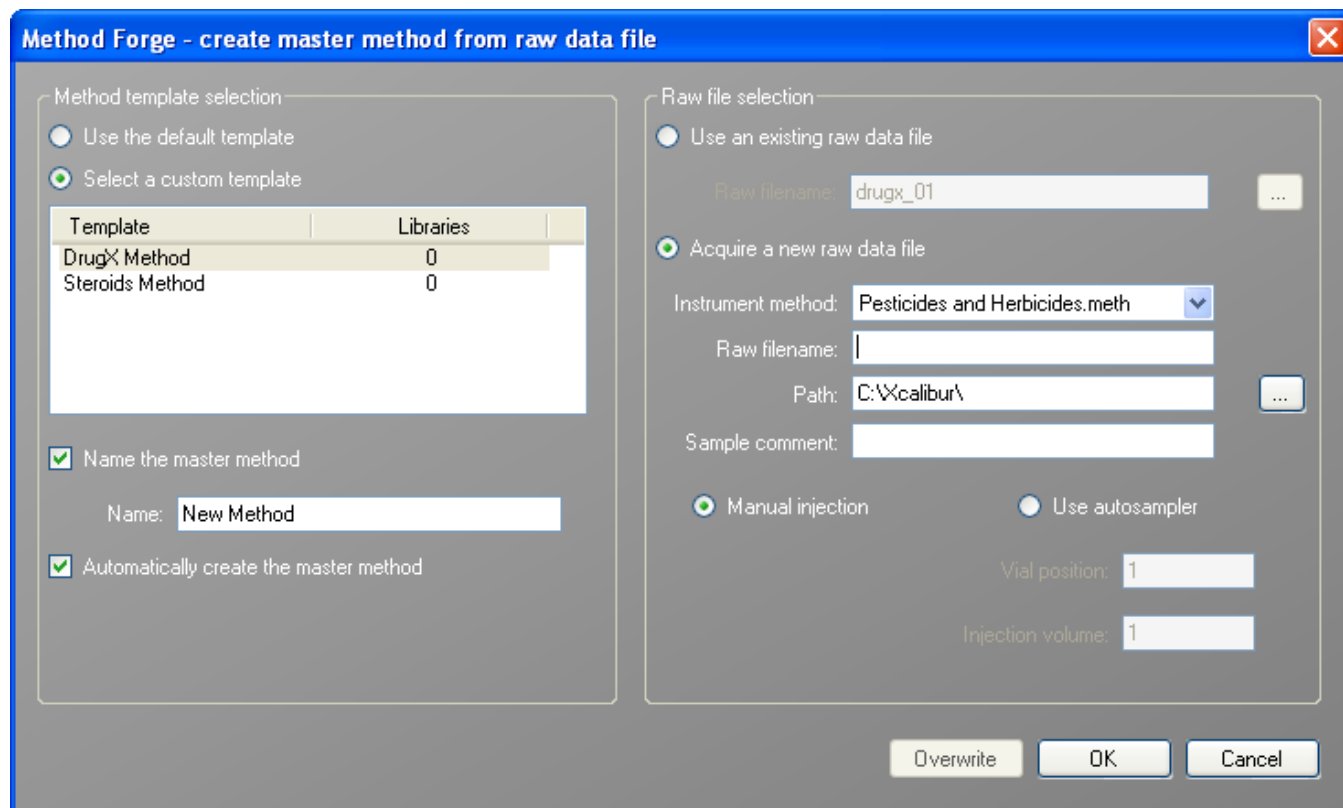 Method Forge - create master method from raw data file
Method template selection
Use the default template
Select a custom template
Template Libraries
DrugX Method 0
Steroids Method 0
Name the master method
Name: New Method
Automatically create the master method
Raw file selection
Use an existing raw data file
Raw filename: drugx_01 ...
Acquire a new raw data file
Instrument method: Pesticides and Herbicides.meth
Raw filename:
Path: C:\Xcalibur\ ...
Sample comment:
Manual injection Use autosampler
Vial position: 1
Injection volume: 1
Overwrite OK Cancel